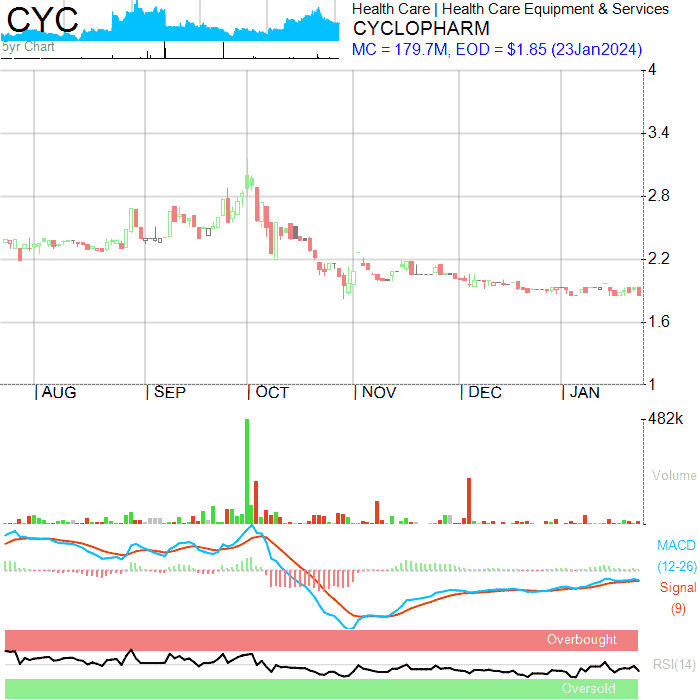 CYC
5yr Chart
Health Care | Health Care Equipment & Services
CYCLOPHARM
MC = 179.7M, EOD = $1.85 (23Jan2024)
4
3.4
2.8
2.2
1.6
1
|AUG |SEP |OCT |NOV |DEC |JAN
482k
Volume
MACD
(12-26)
Signal
(9)
Overbought
RSI(14)
Oversold